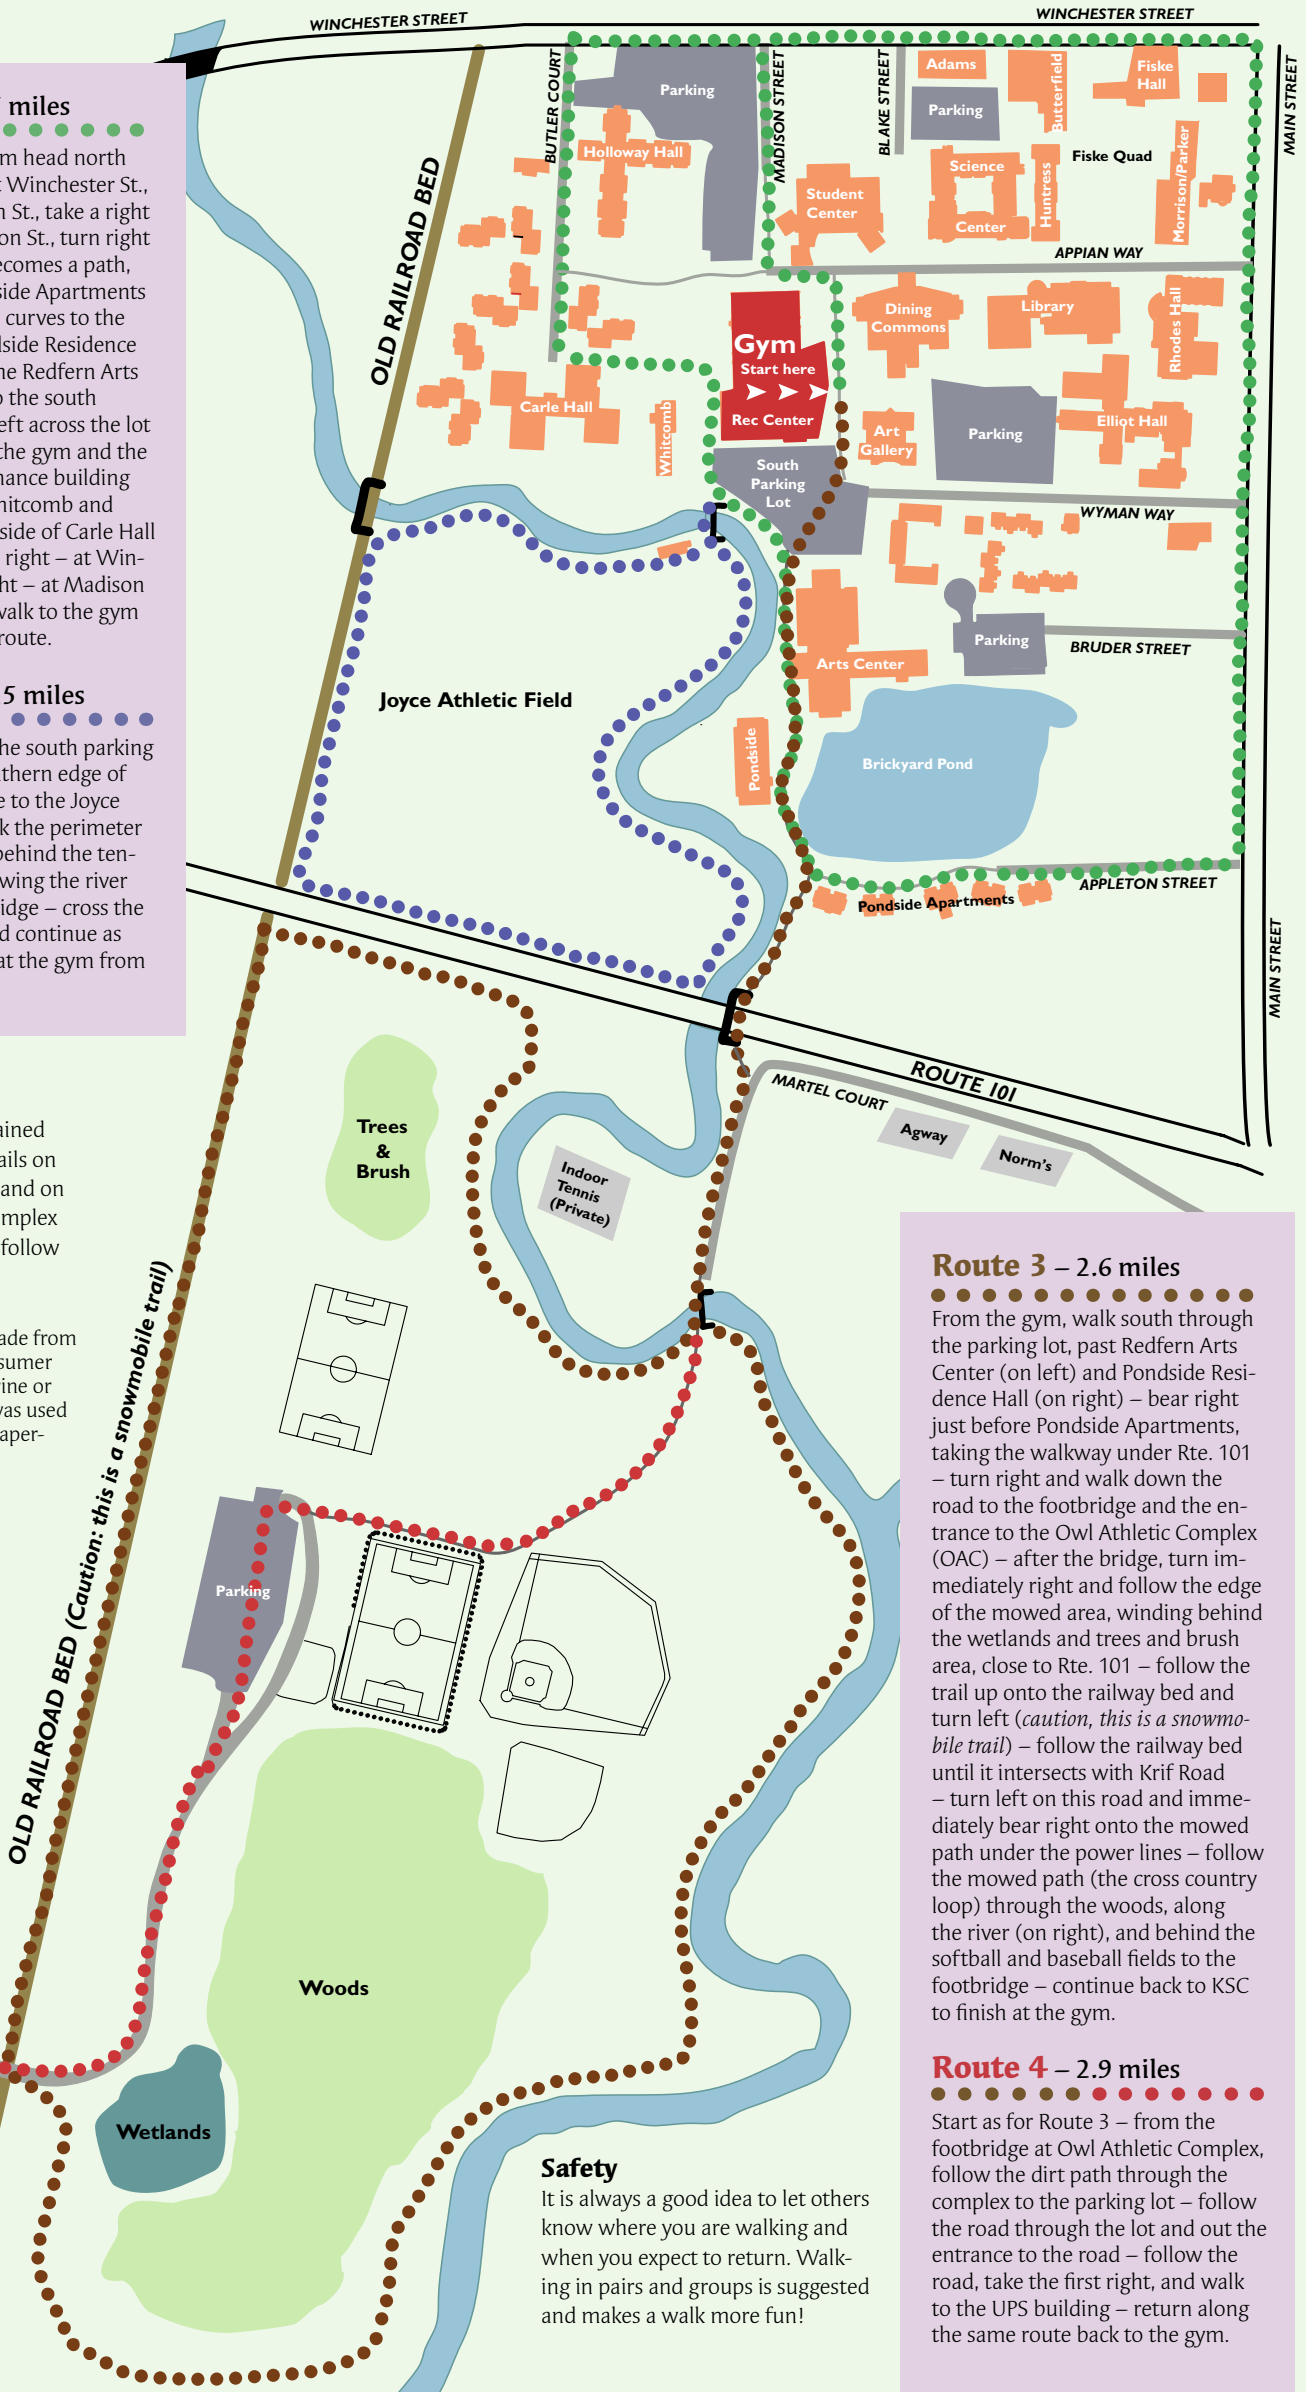 WINCHESTER STREET
WINCHESTER STREET
MAIN STREET
BUTLER COURT
MADISON STREET
BLAKE STREET
Parking
Adams
Parking
Butterfield
Fiske
Hall
Holloway Hall
Student
Center
Science
Center
Huntress
Fiske Quad
Morrison/Parker
APPIAN WAY
OLD RAILROAD BED
Gym
Start here
Rec Center
Dining
Commons
Library
Rhodes Hall
Carle Hall
Whitcomb
Art
Gallery
Parking
Elliot Hall
South
Parking
Lot
WYMAN WAY
Parking
BRUDER STREET
Arts Center
Joyce Athletic Field
Pondside
Brickyard Pond
APPLETON STREET
Pondside Apartments
MAIN STREET
miles
m head north
t Winchester St.,
n St., take a right
on St., turn right
ecomes a path,
side Apartments
curves to the
dside Residence
he Redfern Arts
o the south
eft across the lot
the gym and the
nance building
hitcomb and
side of Carle Hall
right – at Win-
ht – at Madison
walk to the gym
route.
5 miles
he south parking
thern edge of
e to the Joyce
k the perimeter
behind the ten-
wing the river
idge – cross the
d continue as
at the gym from
ROUTE 101
MARTEL COURT
Agway
Norm's
Trees
&
Brush
Indoor
Tennis
(Private)
ained
ails on
and on
mplex
follow
ade from
sumer
rine or
was used
aper-
OLD RAILROAD BED (Caution: this is a snowmobile trail)
Parking
Woods
Wetlands
Safety
It is always a good idea to let others
know where you are walking and
when you expect to return. Walk-
ing in pairs and groups is suggested
and makes a walk more fun!
Route 3 – 2.6 miles
From the gym, walk south through
the parking lot, past Redfern Arts
Center (on left) and Pondside Resi-
dence Hall (on right) – bear right
just before Pondside Apartments,
taking the walkway under Rte. 101
– turn right and walk down the
road to the footbridge and the en-
trance to the Owl Athletic Complex
(OAC) – after the bridge, turn im-
mediately right and follow the edge
of the mowed area, winding behind
the wetlands and trees and brush
area, close to Rte. 101 – follow the
trail up onto the railway bed and
turn left (caution, this is a snowmo-
bile trail) – follow the railway bed
until it intersects with Krif Road
– turn left on this road and imme-
diately bear right onto the mowed
path under the power lines – follow
the mowed path (the cross country
loop) through the woods, along
the river (on right), and behind the
softball and baseball fields to the
footbridge – continue back to KSC
to finish at the gym.
Route 4 – 2.9 miles
Start as for Route 3 – from the
footbridge at Owl Athletic Complex,
follow the dirt path through the
complex to the parking lot – follow
the road through the lot and out the
entrance to the road – follow the
road, take the first right, and walk
to the UPS building – return along
the same route back to the gym.